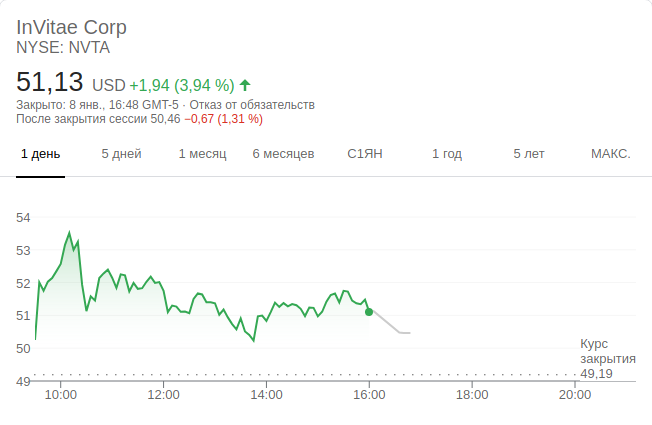 InVitae Corp
NYSE: NVTA
51,13 USD +1,94 (3,94 %)
Закрыто: 8 янв., 16:48 GMT-5 · Отказ от обязательств
После закрытия сессии 50,46 −0,67 (1,31 %)
1 день 5 дней 1 месяц 6 месяцев С1ЯН 1 год 5 лет МАКС.
54
53
52
51
50
49
Курс
закрытия
49,19
10:00 12:00 14:00 16:00 18:00 20:00